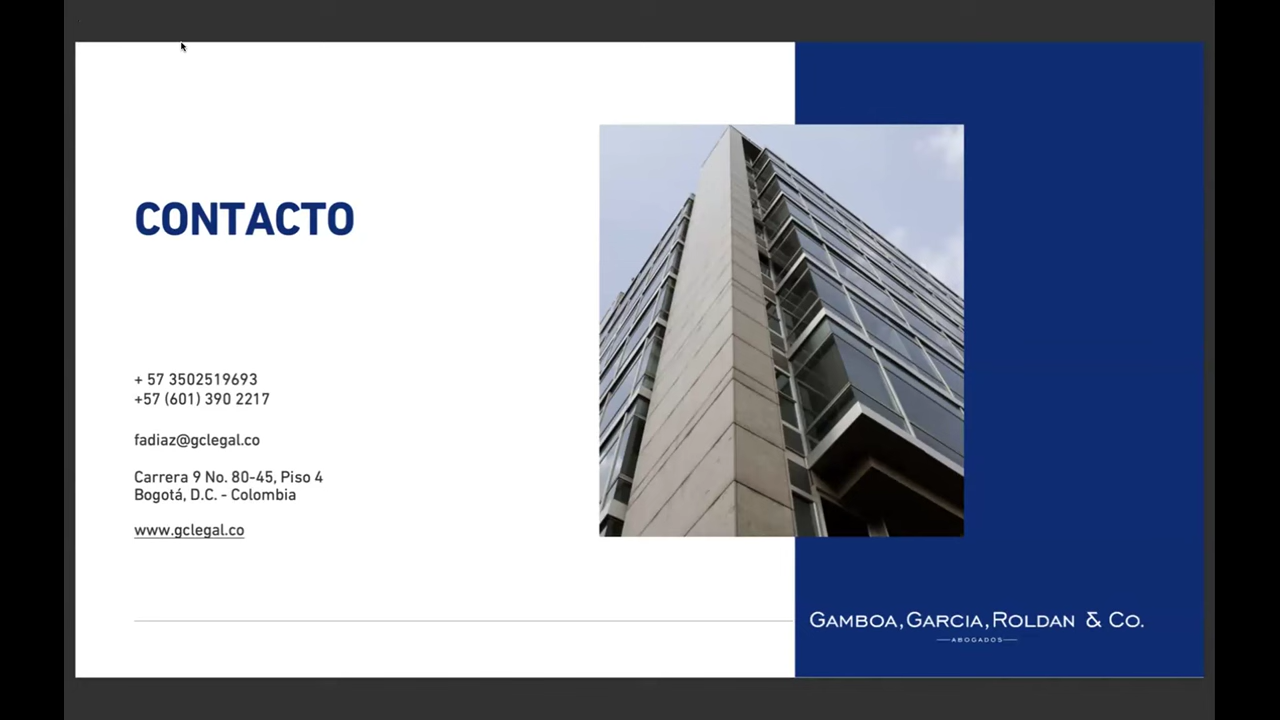 CONTACTO
+ 57 3502519693
+57 (601) 390 2217
fadiaz@gclegal.co
Carrera 9 No. 80-45, Piso 4
Bogotá, D.C. - Colombia
www.gclegal.co
GAMBOA, GARCIA, ROLDAN & CO.
ABOGADOS